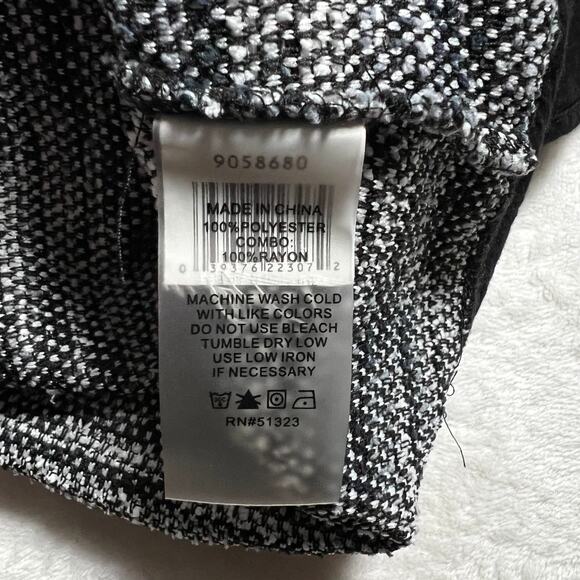 9058680
MADE IN CHINA
100%POLYESTER
COMBO:
100%RAYON
0 39376 22307 2
MACHINE WASH COLD
WITH LIKE COLORS
DO NOT USE BLEACH
TUMBLE DRY LOW
USE LOW IRON
IF NECESSARY
RN#51323